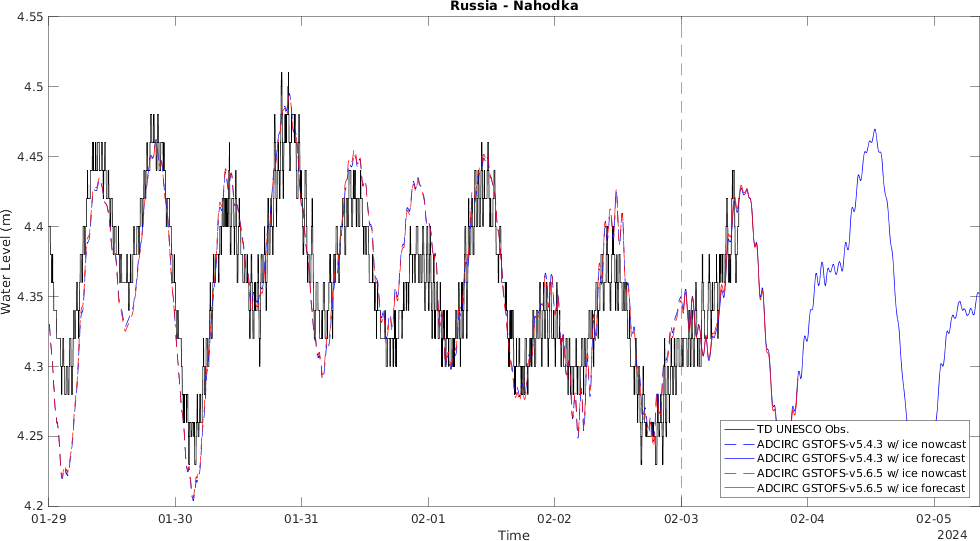 Russia - Nahodka
4.55
4.5
4.45
4.4
4.35
4.3
4.25
4.2
Water Level (m)
01-29 01-30 01-31 02-01 02-02 02-03 02-04 02-05
Time
2024
TD UNESCO Obs.
ADCIRC GSTOFS-v5.4.3 w/ ice nowcast
ADCIRC GSTOFS-v5.4.3 w/ ice forecast
ADCIRC GSTOFS-v5.6.5 w/ ice nowcast
ADCIRC GSTOFS-v5.6.5 w/ ice forecast